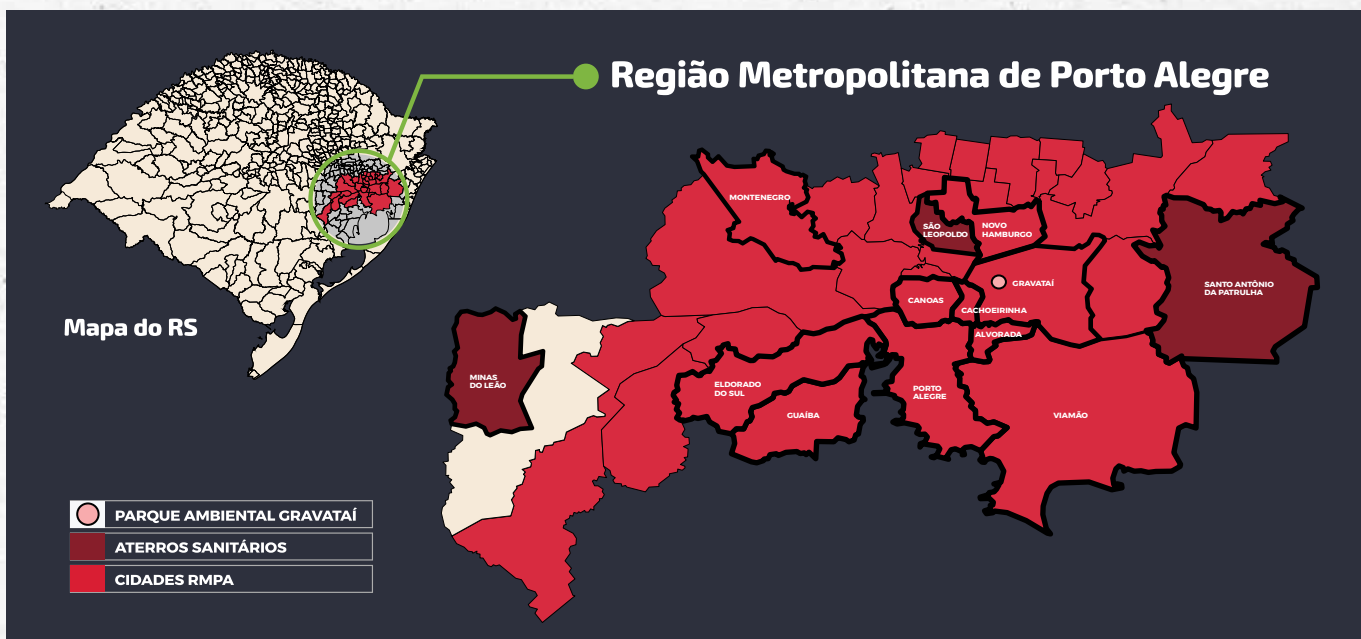 Região Metropolitana de Porto Alegre
Mapa do RS
MONTENEGRO
SÃO
LEOPOLDO
NOVO
HAMBURGO
GRAVATAÍ
SANTO ANTÔNIO
DA PATRULHA
CANOAS
CACHOEIRINHA
ALVORADA
MINAS
DO LEÃO
ELDORADO
DO SUL
GUAÍBA
PORTO
ALEGRE
VIAMÃO
PARQUE AMBIENTAL GRAVATAÍ
ATERROS SANITÁRIOS
CIDADES RMPA